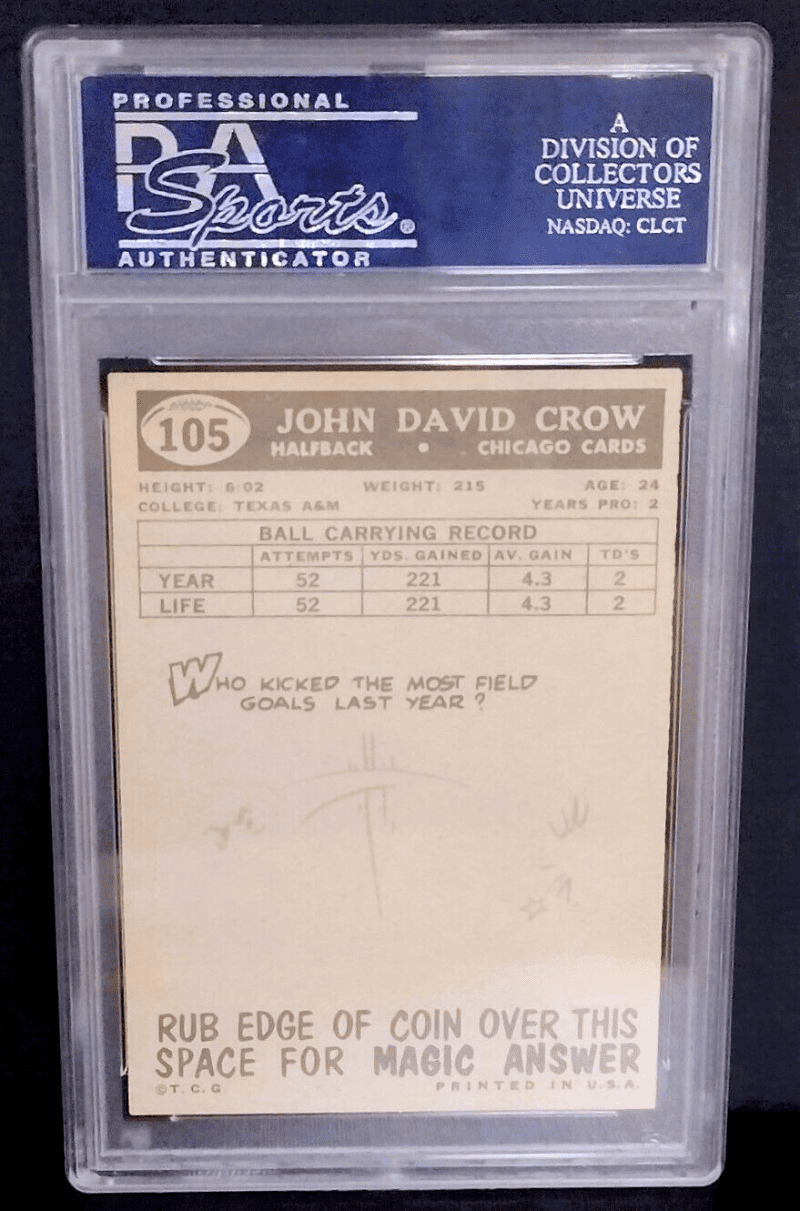 PROFESSIONAL
PSA
Sports®
AUTHENTICATOR
A
DIVISION OF
COLLECTORS
UNIVERSE
NASDAQ: CLCT
105
JOHN DAVID CROW
HALFBACK • CHICAGO CARDS
HEIGHT: 6:02 WEIGHT: 215 AGE: 24
COLLEGE: TEXAS A&M YEARS PRO: 2
BALL CARRYING RECORD
ATTEMPTS YDS. GAINED AV. GAIN TD'S
YEAR 52 221 4.3 2
LIFE 52 221 4.3 2
WHO KICKED THE MOST FIELD
GOALS LAST YEAR?
RUB EDGE OF COIN OVER THIS
SPACE FOR MAGIC ANSWER
©T.C.G. PRINTED IN U.S.A.